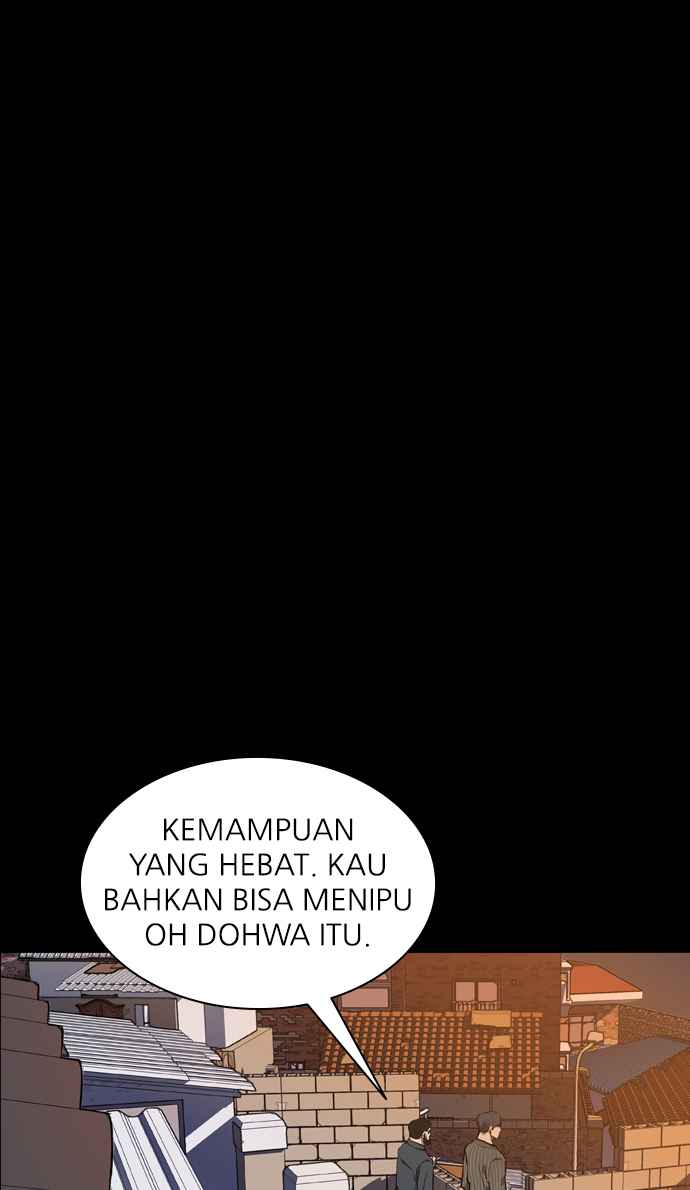 KEMAMPUAN
YANG HEBAT. KAU
BAHKAN BISA MENIPU
OH DOHWA ITU.